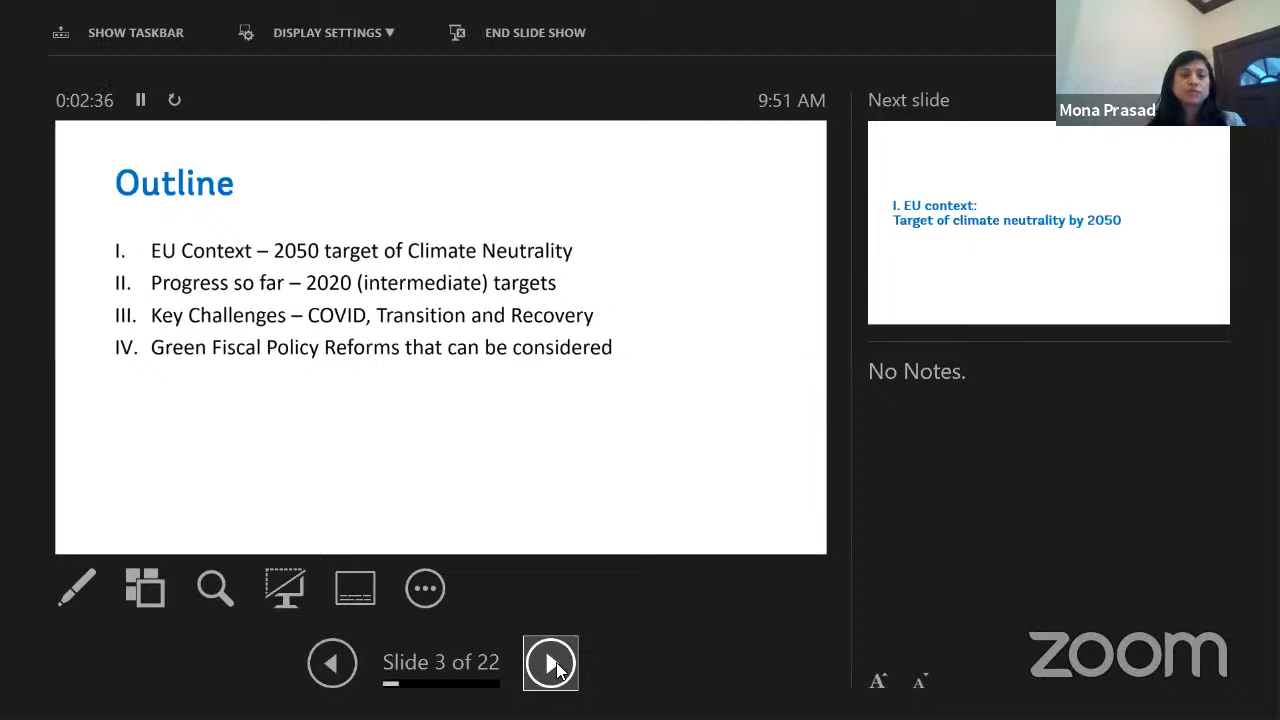 SHOW TASKBAR
DISPLAY SETTINGS ▼
END SLIDE SHOW
Mona Prasad
0:02:36
9:51 AM
Outline
I. EU Context – 2050 target of Climate Neutrality
II. Progress so far – 2020 (intermediate) targets
III. Key Challenges – COVID, Transition and Recovery
IV. Green Fiscal Policy Reforms that can be considered
Next slide
I. EU context:
Target of climate neutrality by 2050
No Notes.
Slide 3 of 22
A A
zoom